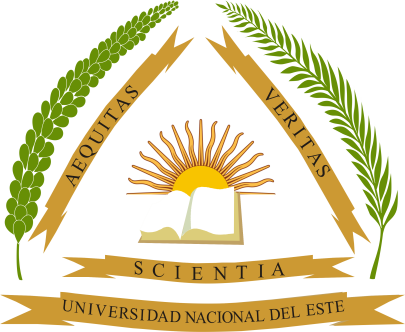 AEQUITAS
VERITAS
SCIENTIA
UNIVERSIDAD NACIONAL DEL ESTE